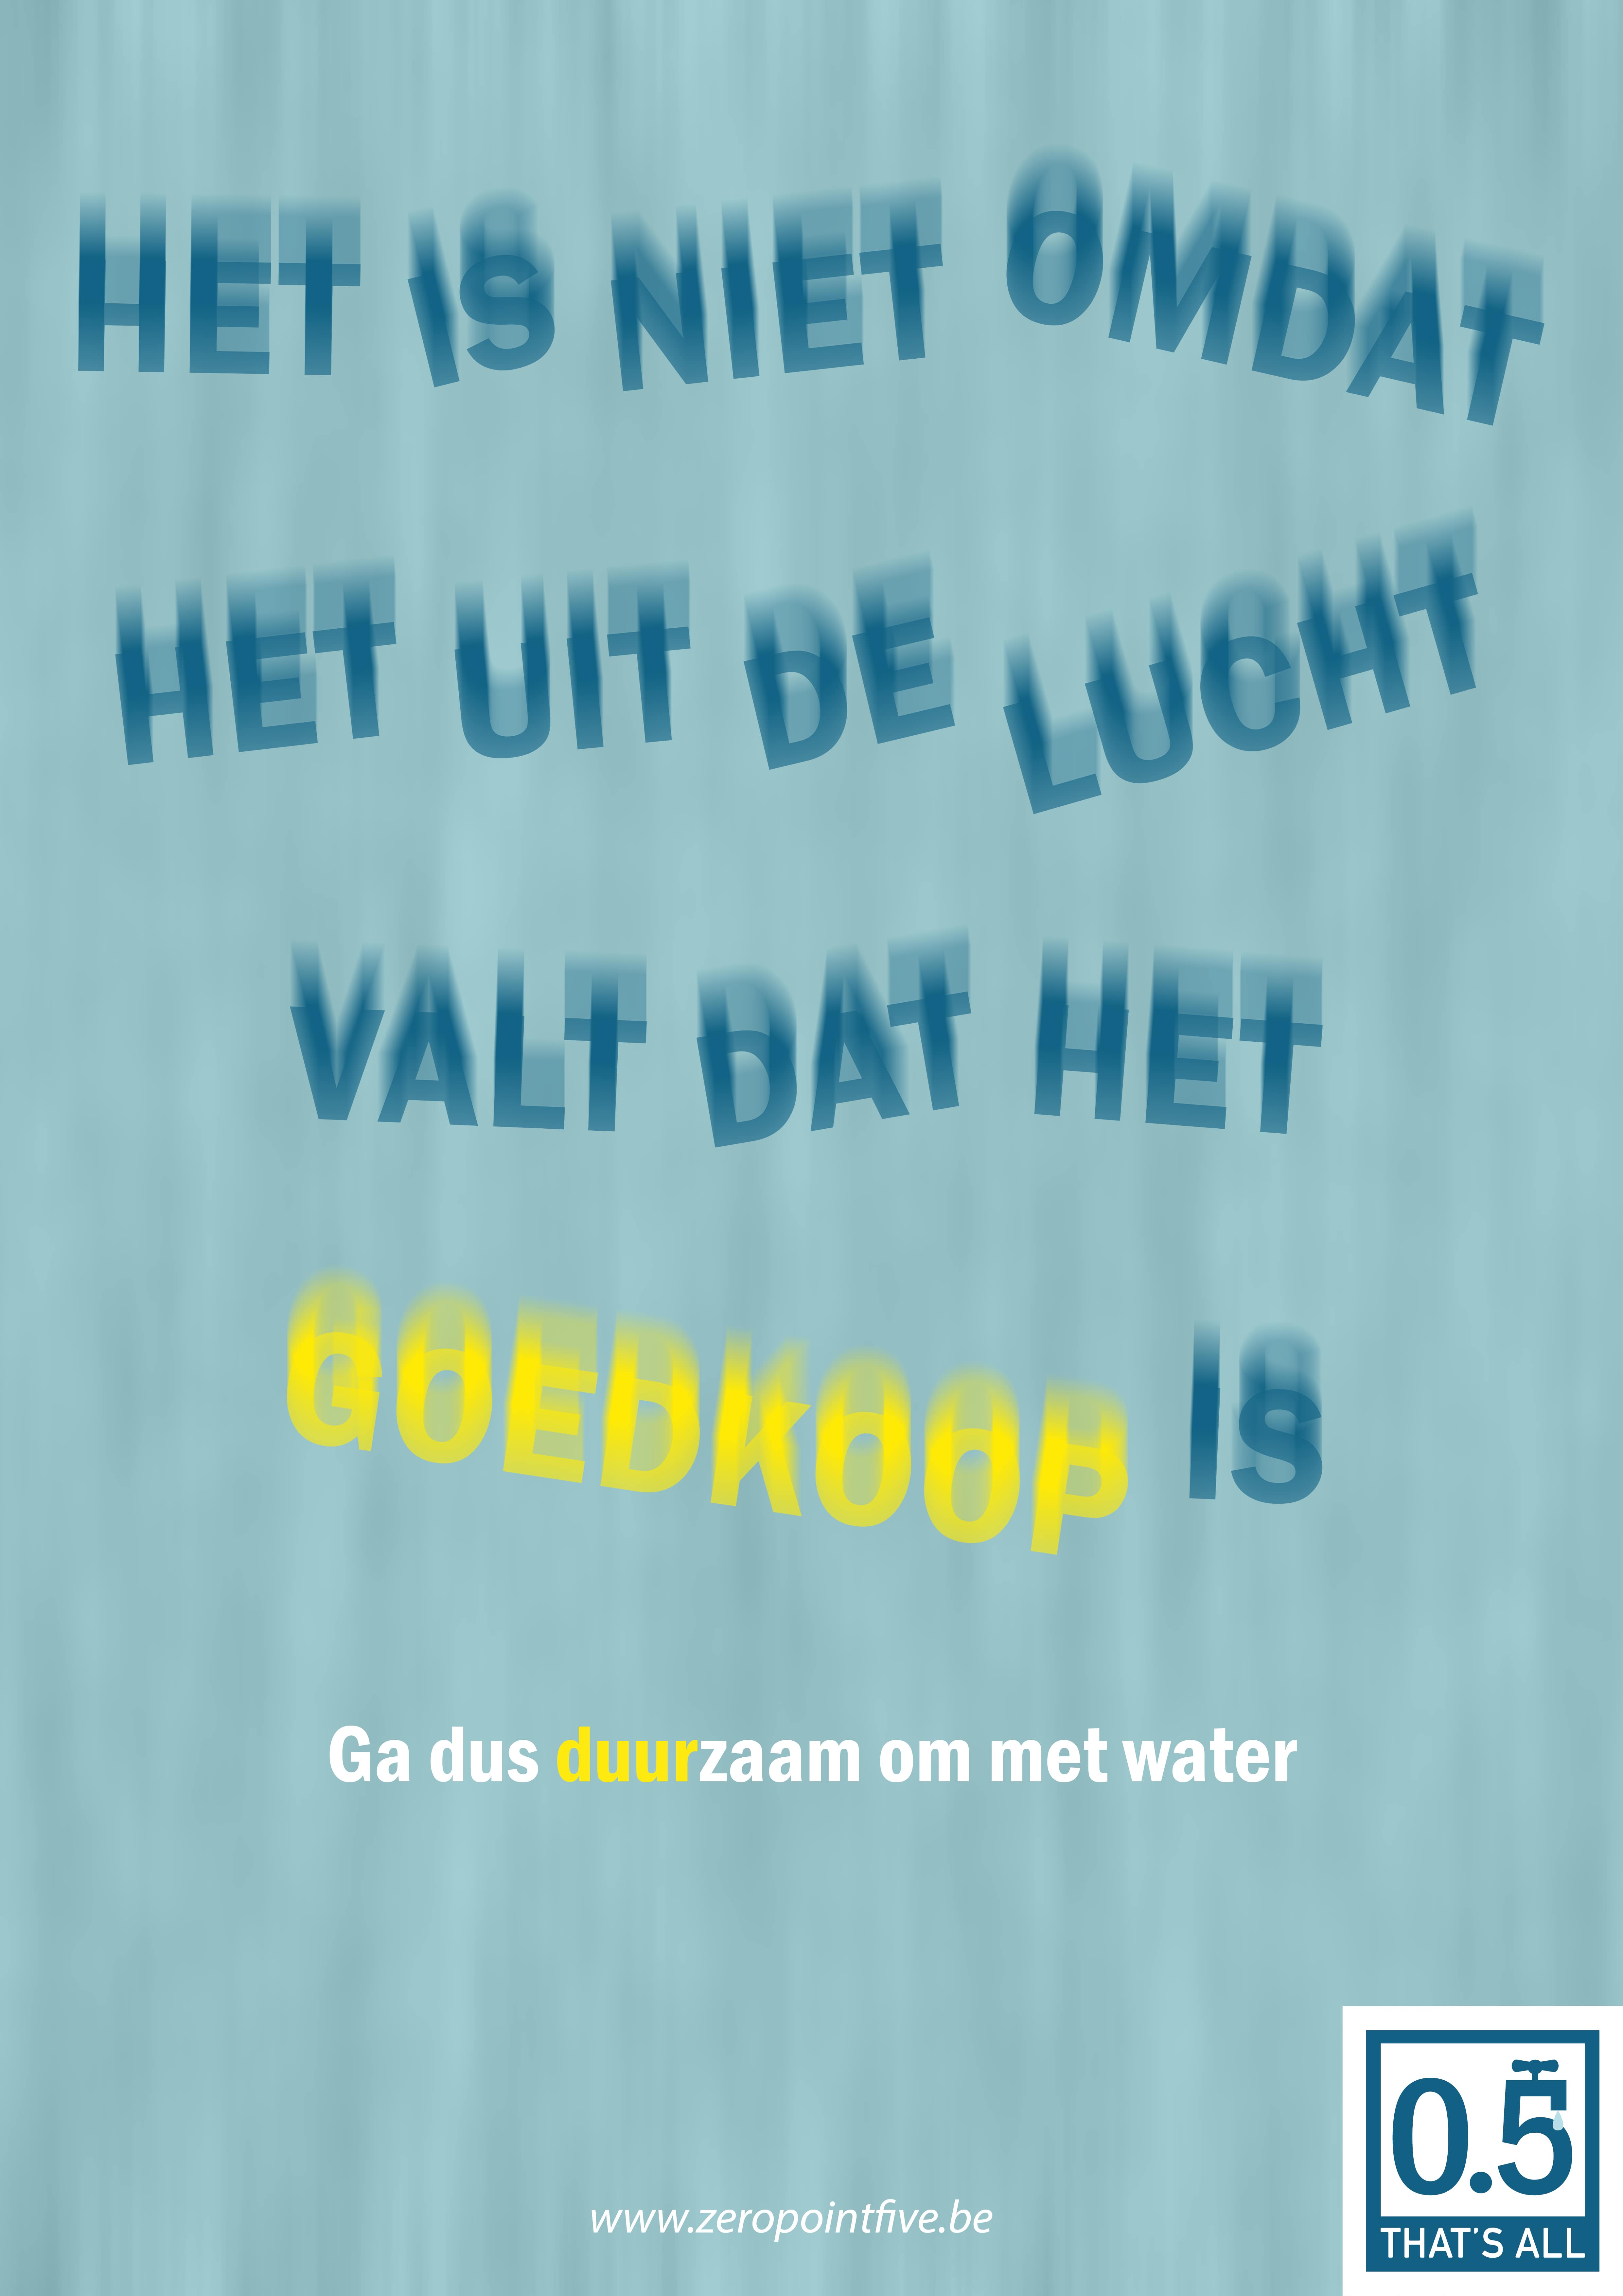 HET IS NIET OMDAT
HET UIT DE LUCHT
VALT DAT HET
GOEDKOOP IS
Ga dus duurzaam om met water
0.5
THAT'S ALL
www.zeropointfive.be